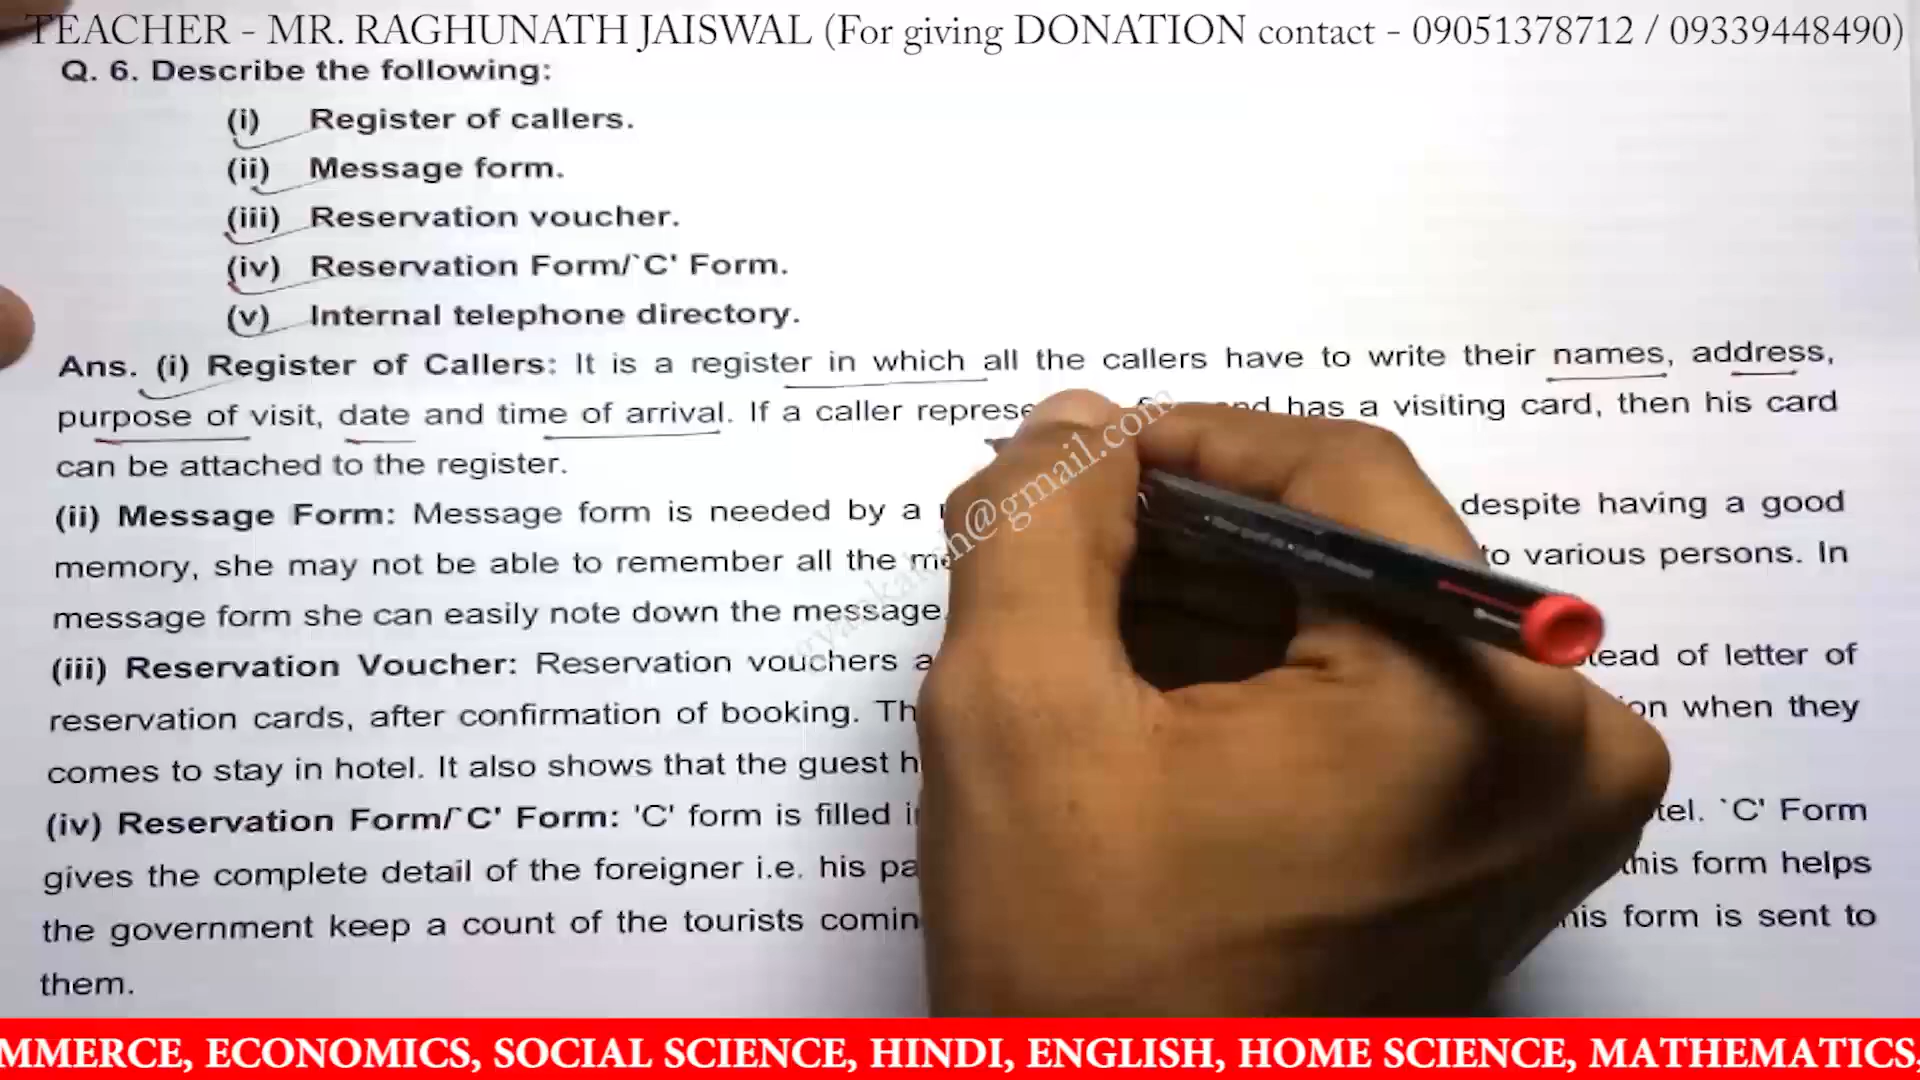 TEACHER - MR. RAGHUNATH JAISWAL (For giving DONATION contact - 09051378712 / 09339448490)
Q. 6. Describe the following:
(i) Register of callers.
(ii) Message form.
(iii) Reservation voucher.
(iv) Reservation Form/`C' Form.
(v) Internal telephone directory.
Ans. (i) Register of Callers: It is a register in which all the callers have to write their names, address,
purpose of visit, date and time of arrival. If a caller and has a visiting card, then his card
can be attached to the register.
(ii) Message Form: Message form is needed by a despite having a good
memory, she may not be able to remember all the to various persons. In
message form she can easily note down the message.
(iii) Reservation Voucher: Reservation vouchers of letter of
reservation cards, after confirmation of booking. when they
comes to stay in hotel. It also shows that the guest
(iv) Reservation Form/`C' Form: 'C' form is filled `C' Form
gives the complete detail of the foreigner i.e. his this form helps
the government keep a count of the tourists this form is sent to
them.
@gmail.com
COMMERCE, ECONOMICS, SOCIAL SCIENCE, HINDI, ENGLISH, HOME SCIENCE, MATHEMATICS,